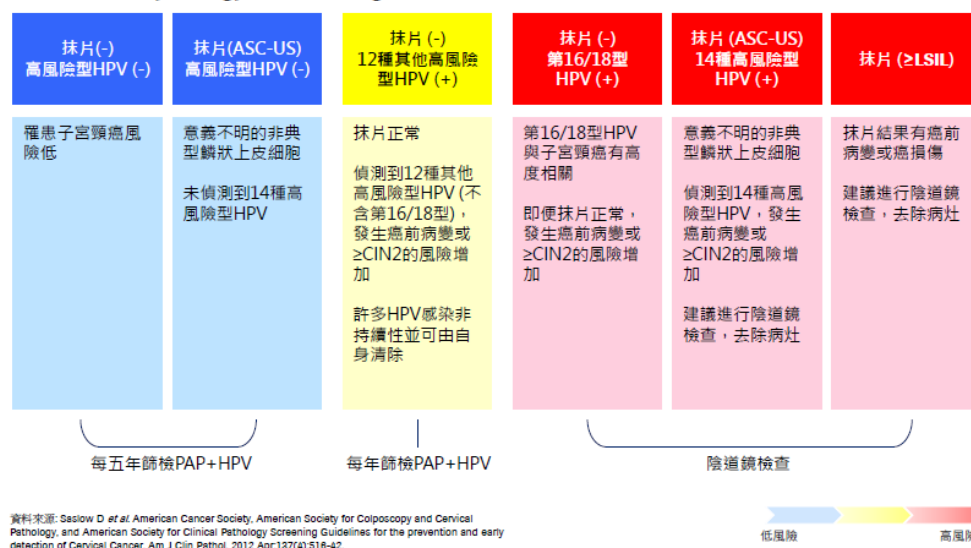 抹片(-)
高風險型HPV (-)
抹片(ASC-US)
高風險型HPV (-)
抹片 (-)
12種其他高風險
型HPV (+)
抹片 (-)
第16/18型
HPV (+)
抹片 (ASC-US)
14種高風險型
HPV (+)
抹片 (≥LSIL)
罹患子宮頸癌風
險低
意義不明的非典
型鱗狀上皮細胞
未偵測到14種高
風險型HPV
抹片正常
偵測到12種其他
高風險型HPV (不
含第16/18型)，
發生癌前病變或
≥CIN2的風險增
加
許多HPV感染非
持續性並可由自
身清除
第16/18型HPV
與子宮頸癌有高
度相關
即便抹片正常，
發生癌前病變或
≥CIN2的風險增
加
意義不明的非典
型鱗狀上皮細胞
偵測到14種高風
險型HPV，發生
癌前病變或
≥CIN2的風險增
加
建議進行陰道鏡
檢查，去除病灶
抹片結果有癌前
病變或癌損傷
建議進行陰道鏡
檢查，去除病灶
每五年篩檢PAP+HPV
每年篩檢PAP+HPV
陰道鏡檢查
資料來源: Saslow D et al. American Cancer Society, American Society for Colposcopy and Cervical
Pathology, and American Society for Clinical Pathology Screening Guidelines for the prevention and early
detection of Cervical Cancer. Am J Clin Pathol. 2012 Apr;137(4):516-42
低風險
高風險